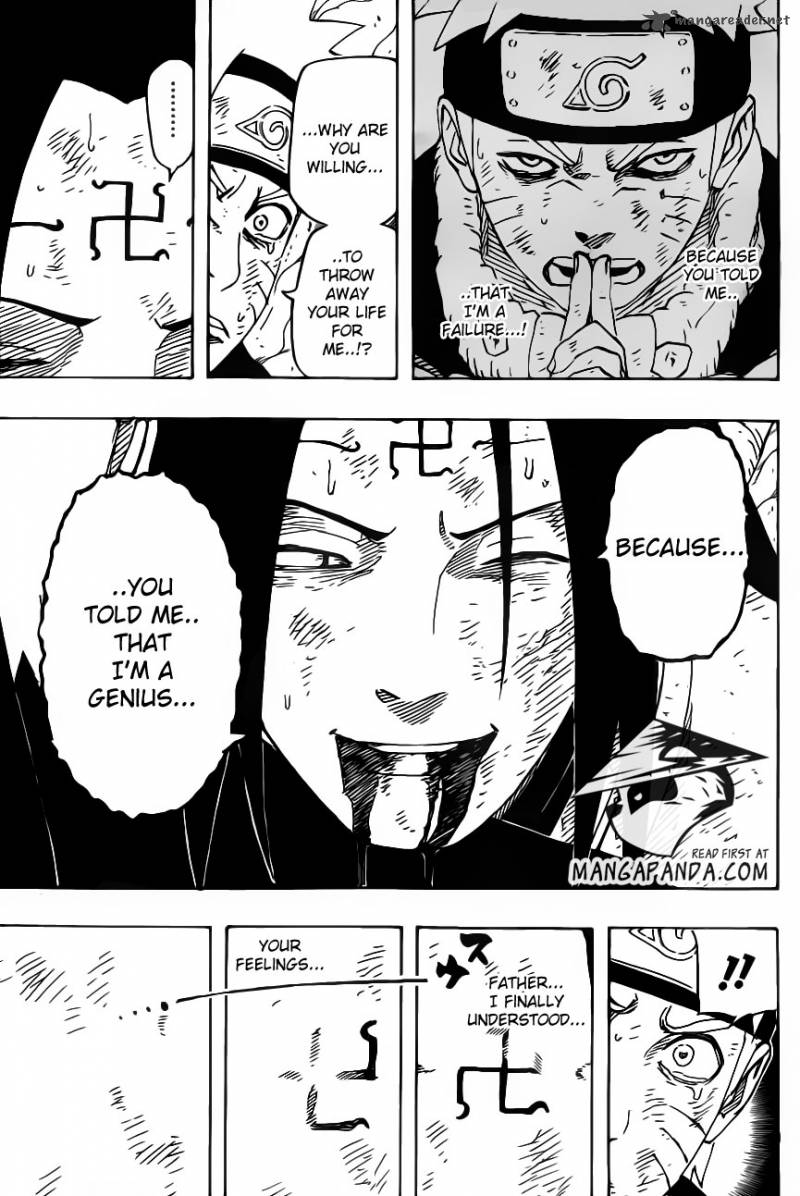 mangareader.net
BECAUSE
YOU TOLD
ME..
..THAT
I'M A
FAILURE...!
...WHY ARE
YOU
WILLING...
..TO
THROW
AWAY
YOUR LIFE
FOR
ME..!?
........
BECAUSE...
..YOU
TOLD ME..
THAT
I'M A
GENIUS...
READ FIRST AT
MANGAPANDA.COM
!!
スウ
FATHER...
I FINALLY
UNDERSTOOD...
YOUR
FEELINGS...